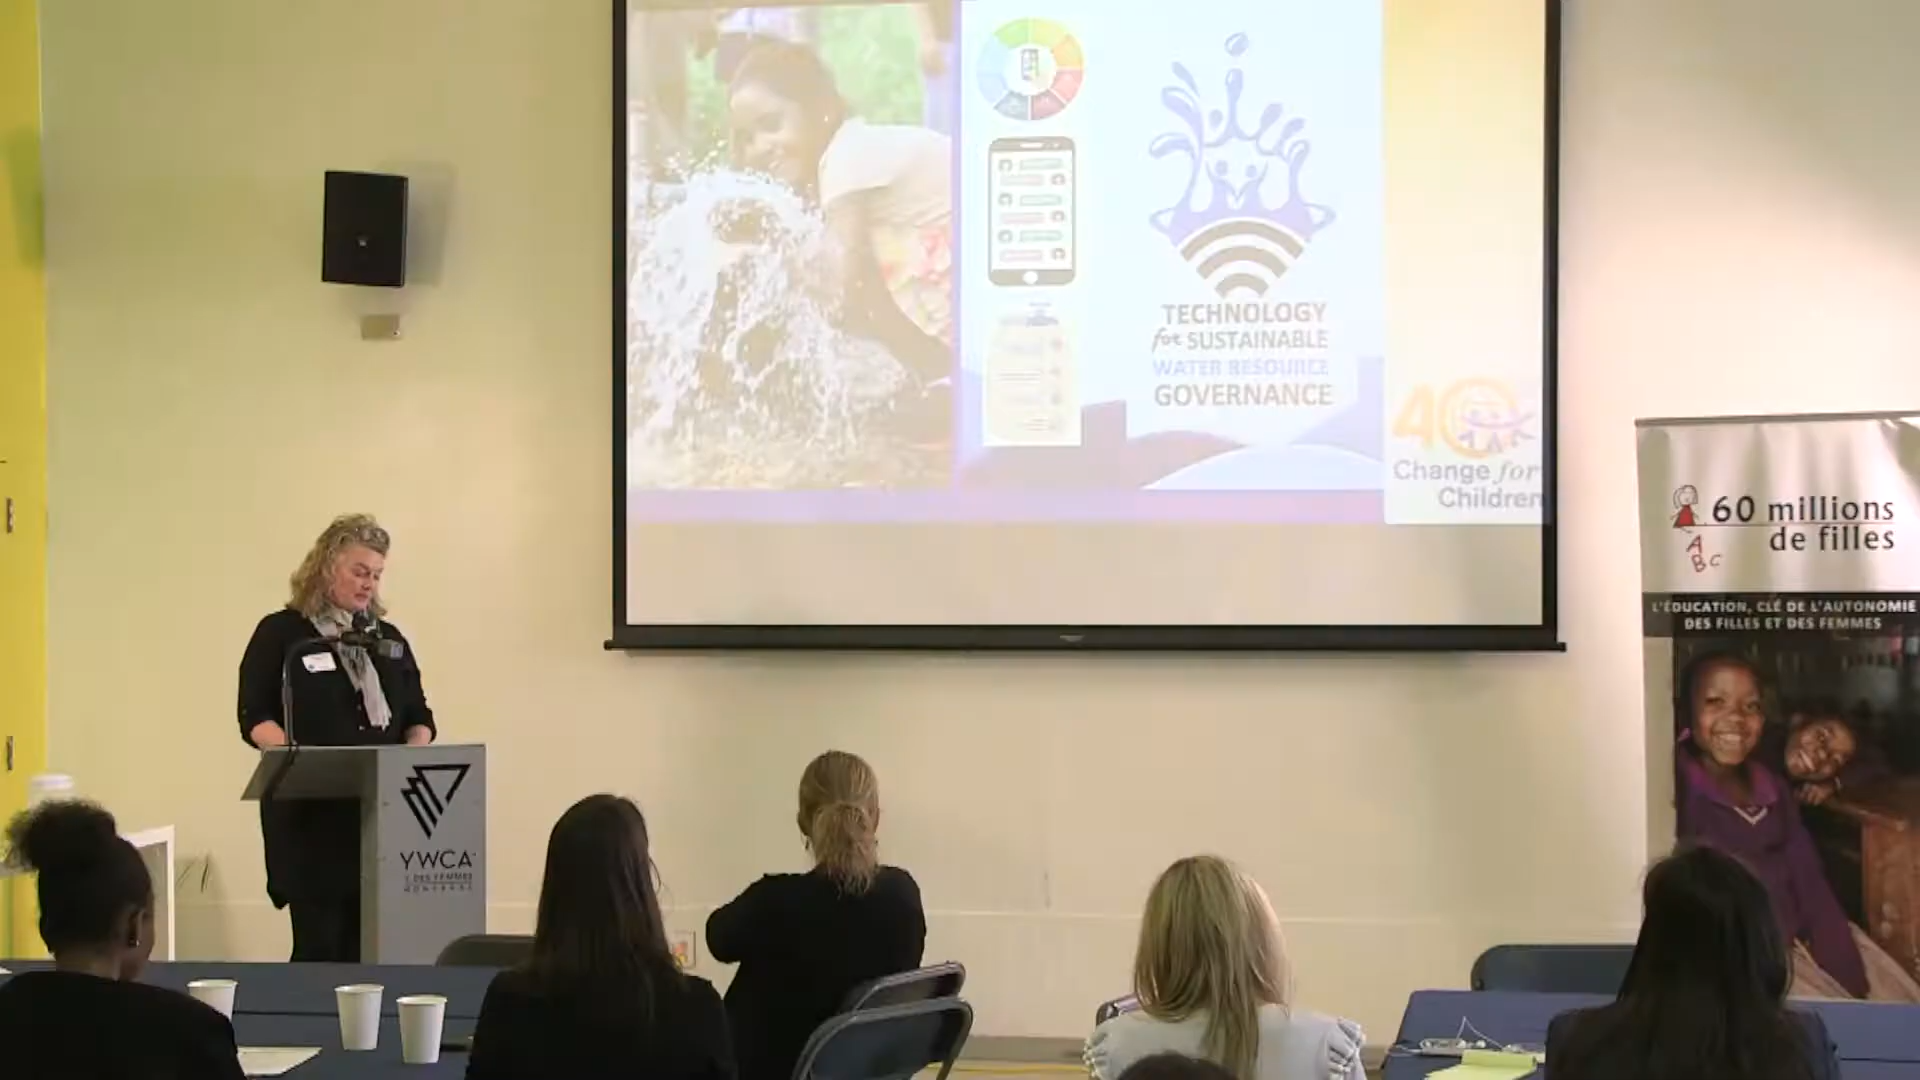 TECHNOLOGY
for SUSTAINABLE
WATER RESOURCE
GOVERNANCE
40
Change for
Children
60 millions
de filles
A
B C
L'ÉDUCATION, CLÉ DE L'AUTONOMIE
DES FILLES ET DES FEMMES
YWCA
DES FEMMES
MONTRÉAL